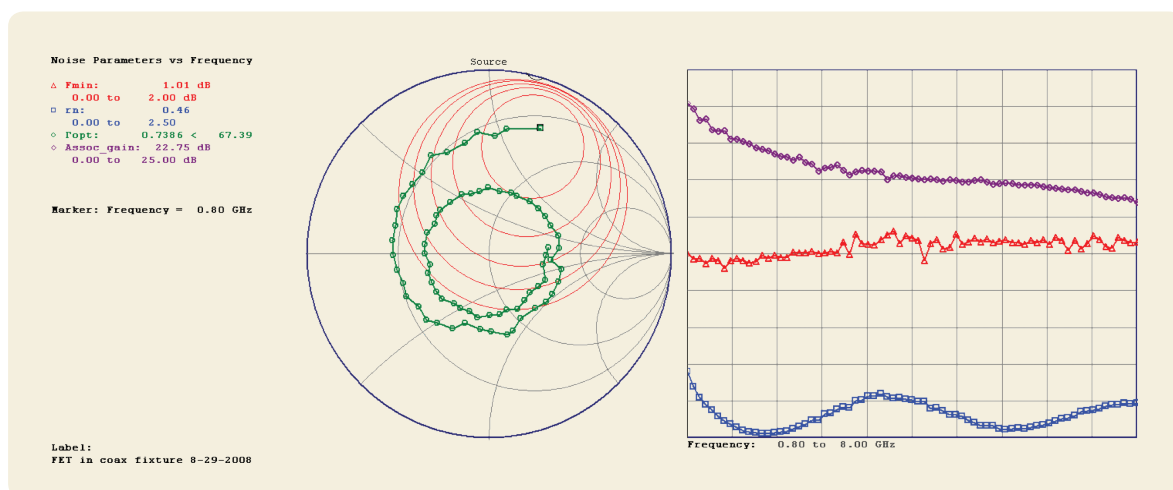 Noise Parameters vs Frequency
Fmin: 1.01 dB
0.00 to 2.00 dB
rn: 0.46
0.00 to 2.50
Γopt: 0.7386 < 67.39
Assoc_gain: 22.75 dB
0.00 to 25.00 dB
Marker: Frequency = 0.80 GHz
Label:
FET in coax fixture 8-29-2008
Source
Frequency: 0.80 to 8.00 GHz